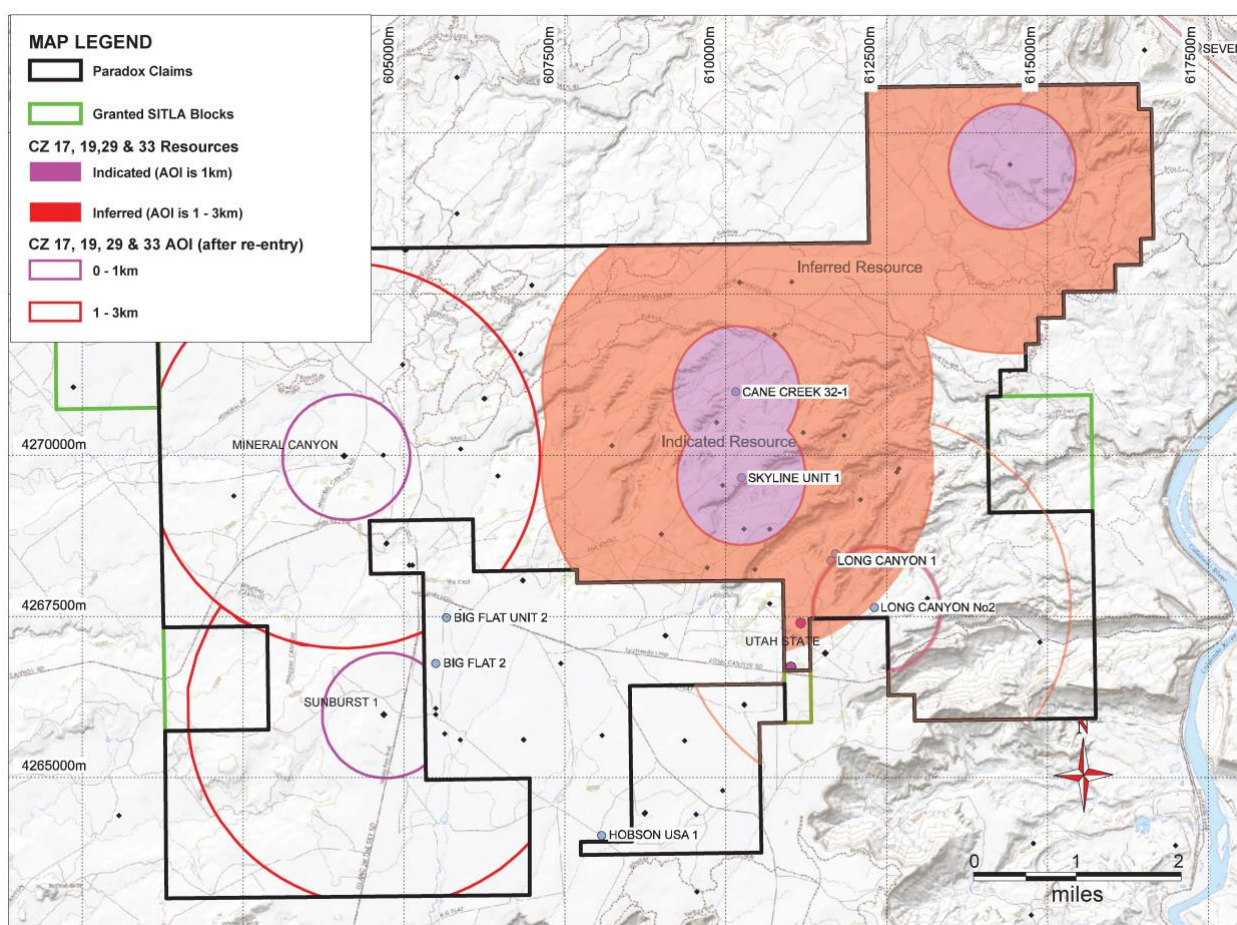 MAP LEGEND
Paradox Claims
Granted SITLA Blocks
CZ 17, 19,29 & 33 Resources
Indicated (AOI is 1km)
Inferred (AOI is 1 - 3km)
CZ 17, 19, 29 & 33 AOI (after re-entry)
0 - 1km
1 - 3km
605000m
607500m
610000m
612500m
615000m
617500m
SEVE
Inferred Resource
CANE CREEK 32-1
4270000m
MINERAL CANYON
Indicated Resource
SKYLINE UNIT 1
LONG CANYON 1
4267500m
BIG FLAT UNIT 2
LONG CANYON No2
UTAH STATE
BIG FLAT 2
SUNBURST 1
N
4265000m
HOBSON USA 1
0
1
2
miles